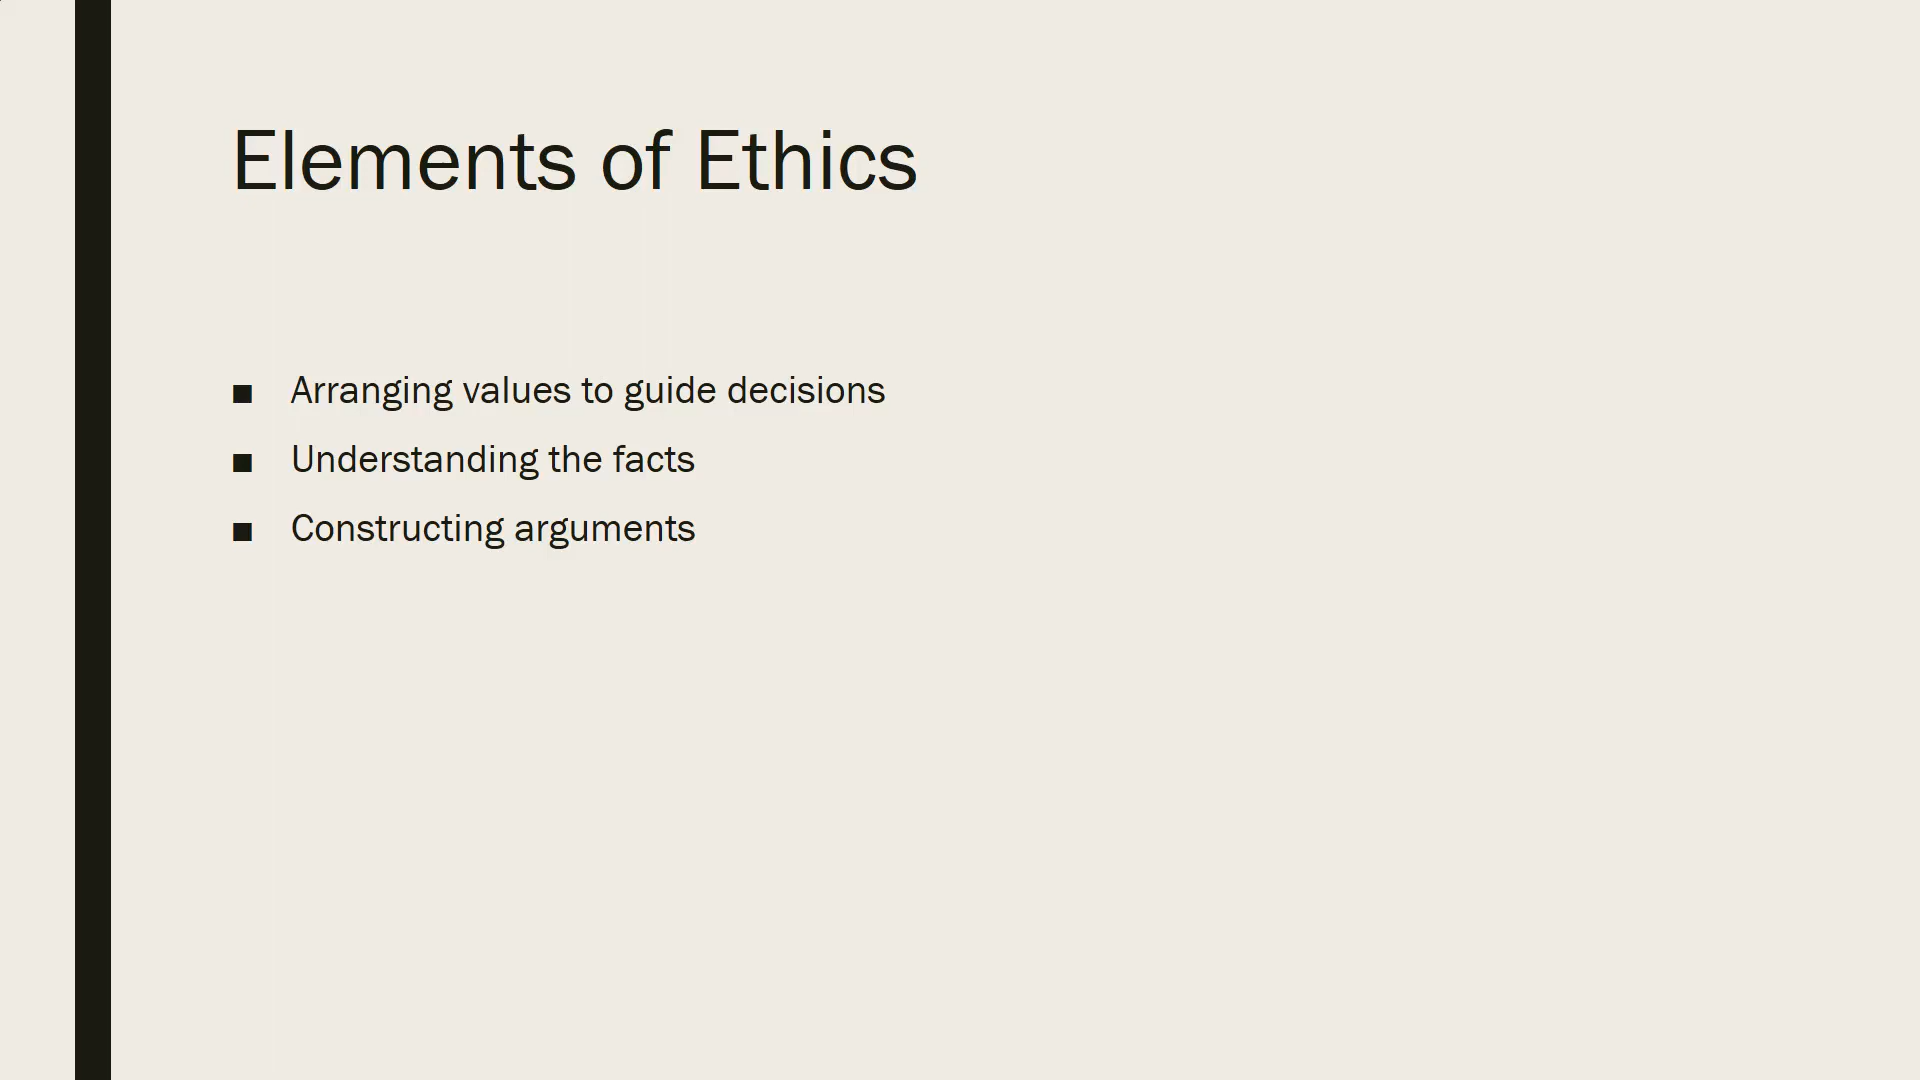 Elements of Ethics
■ Arranging values to guide decisions
■ Understanding the facts
■ Constructing arguments